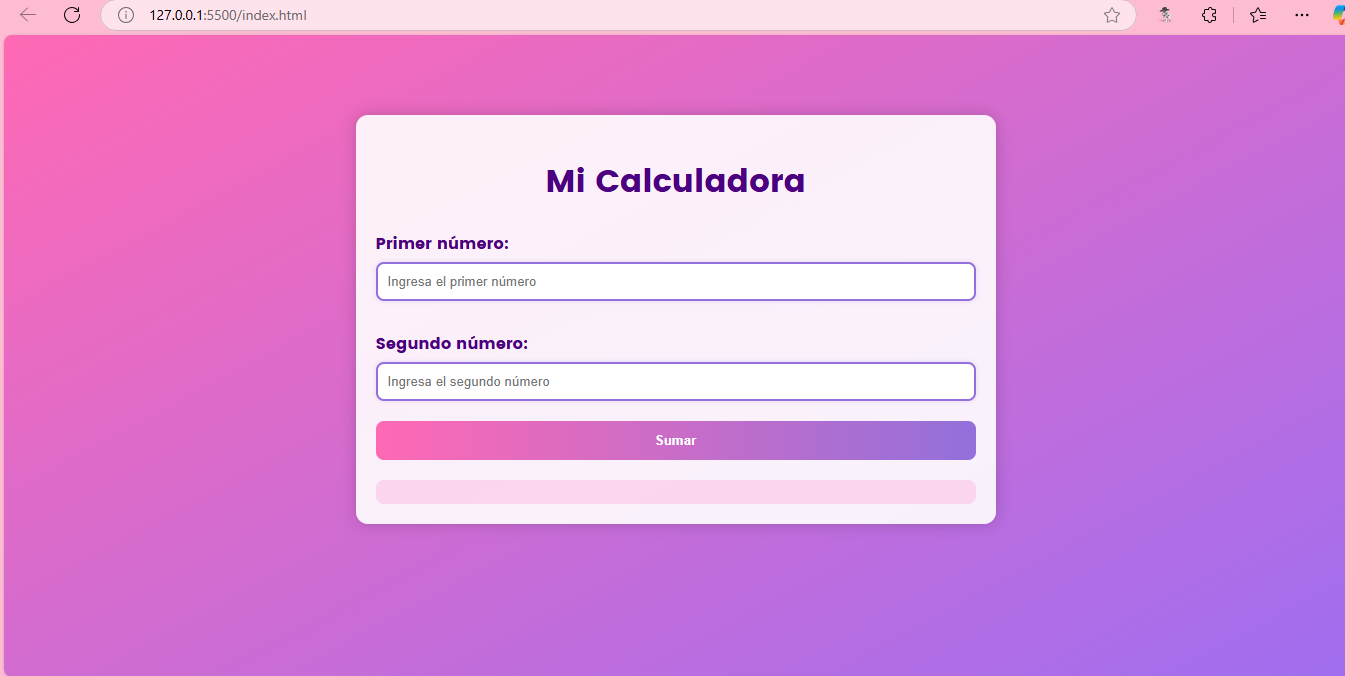 127.0.0.1:5500/index.html
Mi Calculadora
Primer número:
Ingresa el primer número
Segundo número:
Ingresa el segundo número
Sumar